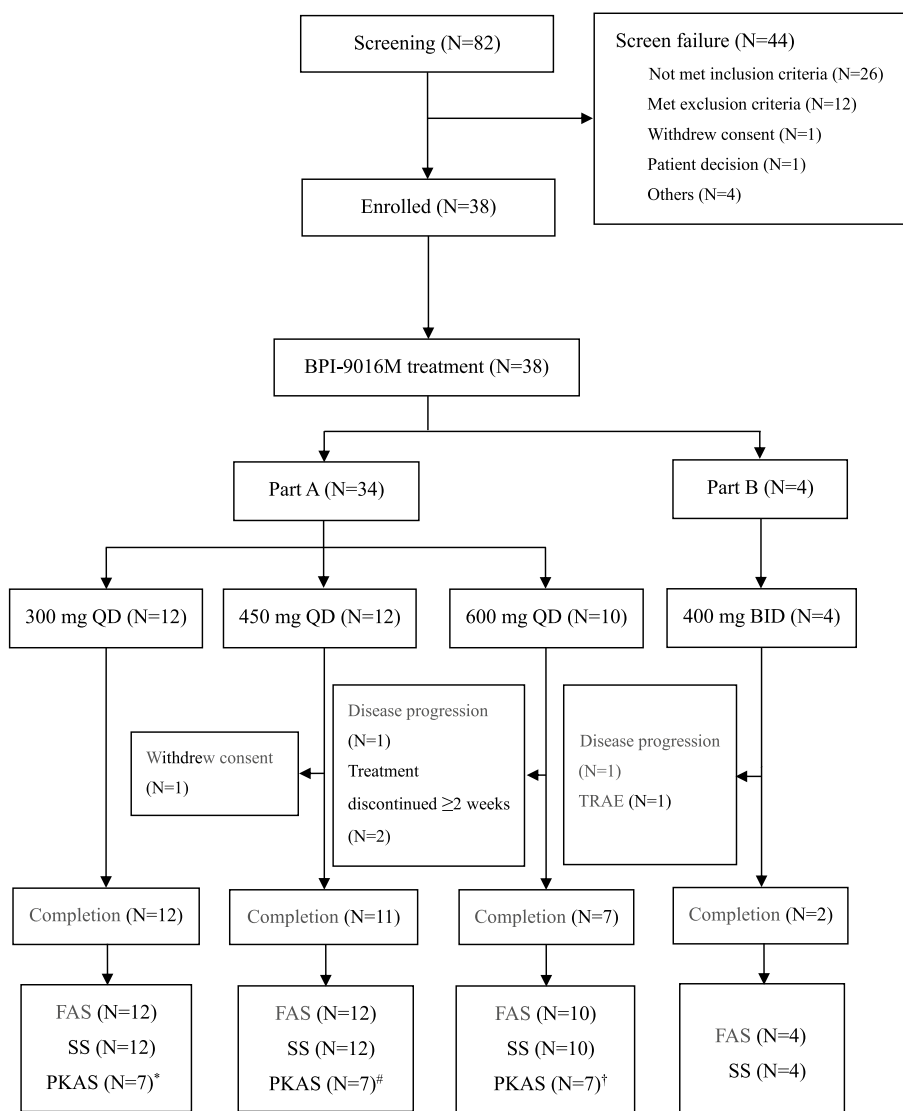 Screening (N=82)
Screen failure (N=44)
Not met inclusion criteria (N=26)
Met exclusion criteria (N=12)
Withdrew consent (N=1)
Patient decision (N=1)
Others (N=4)
Enrolled (N=38)
BPI-9016M treatment (N=38)
Part A (N=34)
Part B (N=4)
300 mg QD (N=12)
450 mg QD (N=12)
600 mg QD (N=10)
400 mg BID (N=4)
Withdrew consent
(N=1)
Disease progression
(N=1)
Treatment
discontinued ≥2 weeks
(N=2)
Disease progression
(N=1)
TRAE (N=1)
Completion (N=12)
Completion (N=11)
Completion (N=7)
Completion (N=2)
FAS (N=12)
SS (N=12)
PKAS (N=7)*
FAS (N=12)
SS (N=12)
PKAS (N=7)#
FAS (N=10)
SS (N=10)
PKAS (N=7)†
FAS (N=4)
SS (N=4)